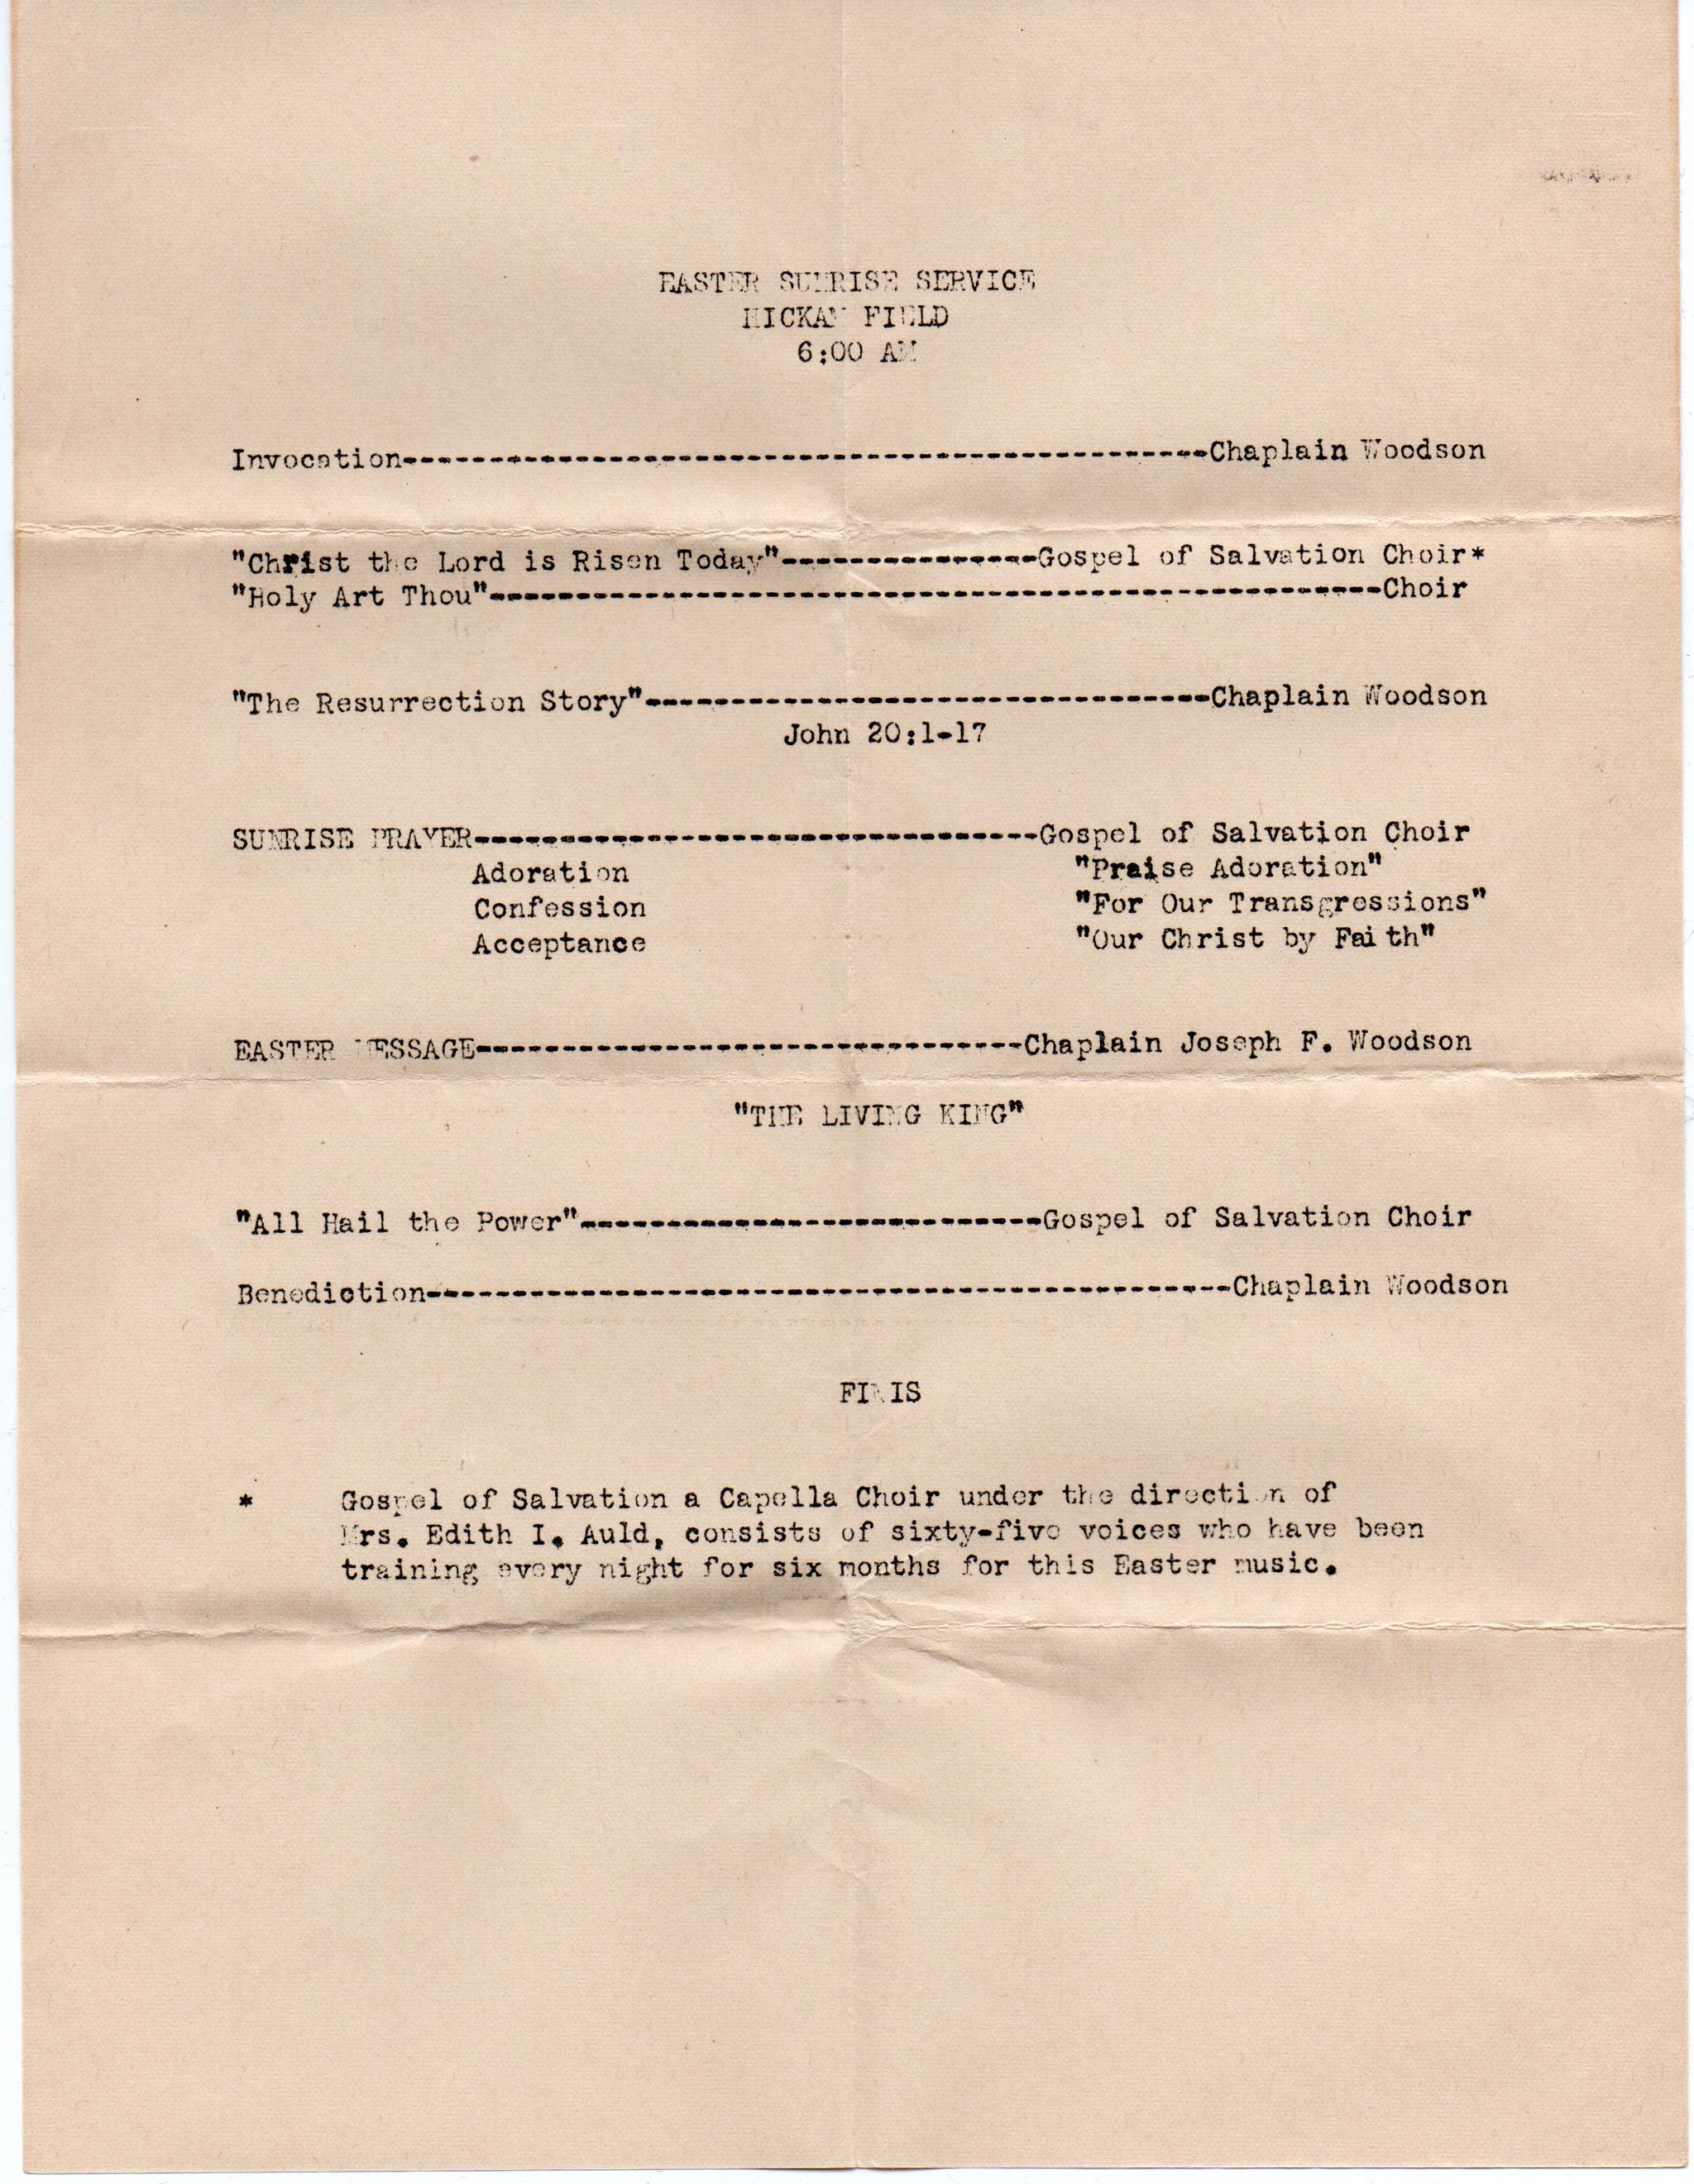 EASTER SUNRISE SERVICE
HICKAM FIELD
6:00 AM
Invocation-----------------------------------------------Chaplain Woodson
"Christ the Lord is Risen Today"---------------Gospel of Salvation Choir*
"Holy Art Thou"----------------------------------------------------Choir
"The Resurrection Story"---------------------------------Chaplain Woodson
John 20:1-17
SUNRISE PRAYER---------------------------------Gospel of Salvation Choir
Adoration "Praise Adoration"
Confession "For Our Transgressions"
Acceptance "Our Christ by Fai th"
EASTER MESSAGE--------------------------------Chaplain Joseph F. Woodson
"THE LIVING KING"
"All Hail the Power"---------------------------Gospel of Salvation Choir
Benediction-----------------------------------------------Chaplain Woodson
FINIS
* Gospel of Salvation a Capella Choir under the direction of
Mrs. Edith I. Auld, consists of sixty-five voices who have been
training every night for six months for this Easter music.